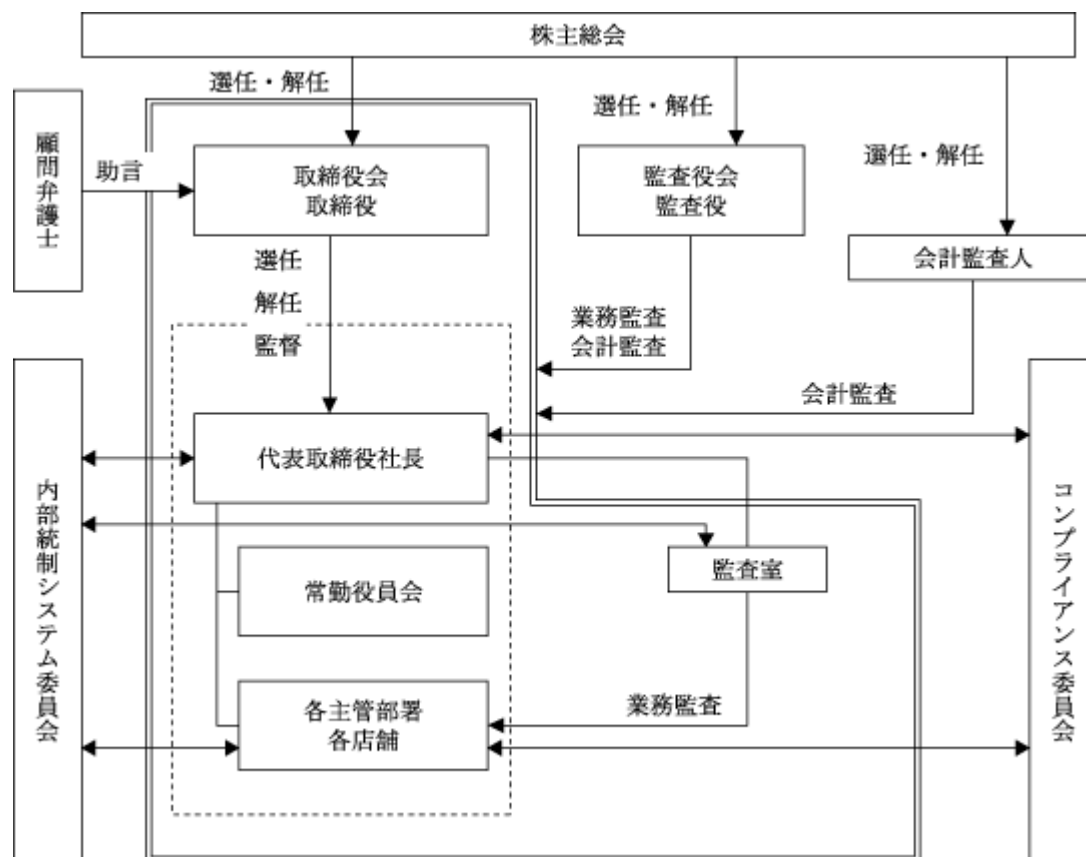 株主総会
選任・解任
選任・解任
選任・解任
顧問弁護士
助言
取締役会
取締役
監査役会
監査役
会計監査人
選任
解任
監督
業務監査
会計監査
会計監査
代表取締役社長
内部統制システム委員会
コンプライアンス委員会
監査室
常勤役員会
業務監査
各主管部署
各店舗